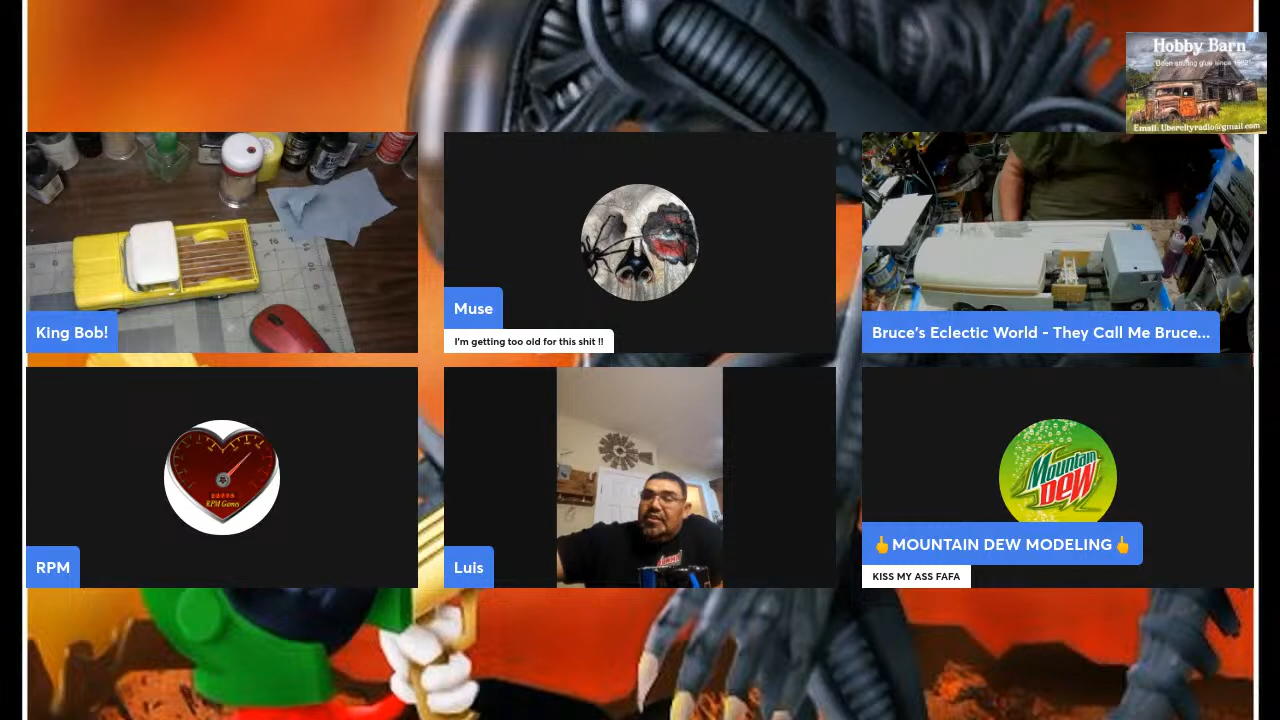 Hobby Barn
"Been sniffing glue since 1962"
Email: Ubercityradio@gmail.com
King Bob!
Muse
I'm getting too old for this shit !!
Bruce's Eclectic World - They Call Me Bruce...
RPM Games
RPM
Luis
Mountain
DEW
🖕MOUNTAIN DEW MODELING🖕
KISS MY ASS FAFA